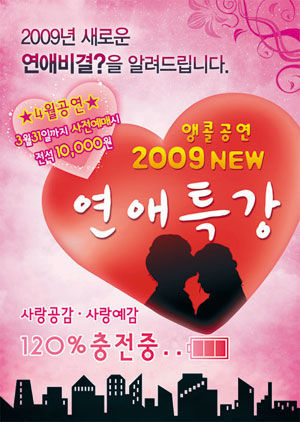 2009년 새로운
연애비결?을 알려드립니다.
★4월공연★
3월31일까지 사전예매시
전석 10,000원
앵콜공연
2009 NEW
연애특강
사랑공감·사랑예감
120% 충전중..